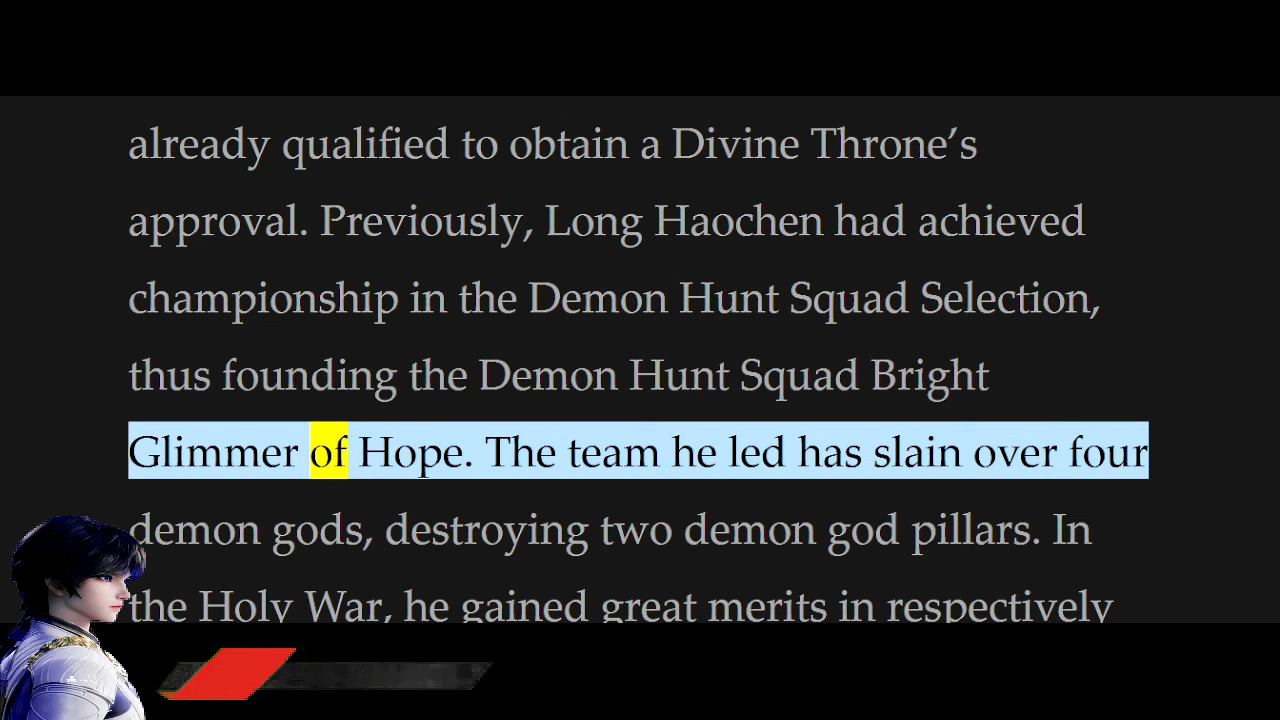 already qualified to obtain a Divine Throne’s
approval. Previously, Long Haochen had achieved
championship in the Demon Hunt Squad Selection,
thus founding the Demon Hunt Squad Bright
Glimmer of Hope. The team he led has slain over four
demon gods, destroying two demon god pillars. In
the Holy War, he gained great merits in respectively